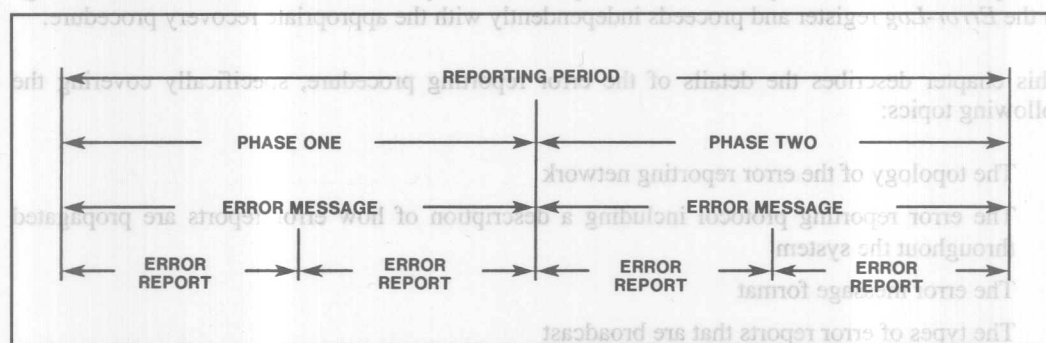 the Error-Log register and proceeds independently with the appropriate recovery procedure.
REPORTING PERIOD
his chapter describes the details of the error reporting procedure, specifically covering the
ollowing topics:
PHASE ONE PHASE TWO
The topology of the error reporting network
ERROR MESSAGE ERROR MESSAGE
The error reporting protocol including a description of how error reports are propagated
throughout the system
ERROR REPORT ERROR REPORT ERROR REPORT ERROR REPORT
The error message format
The types of error reports that are broadcast